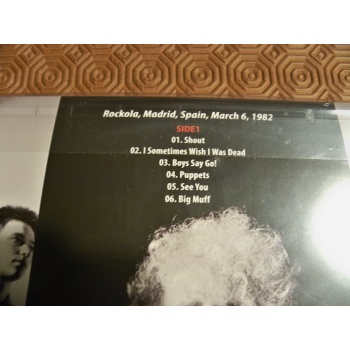 Rockola, Madrid, Spain, March 6, 1982
SIDE1
01. Shout
02. I Sometimes Wish I Was Dead
03. Boys Say Go!
04. Puppets
05. See You
06. Big Muff